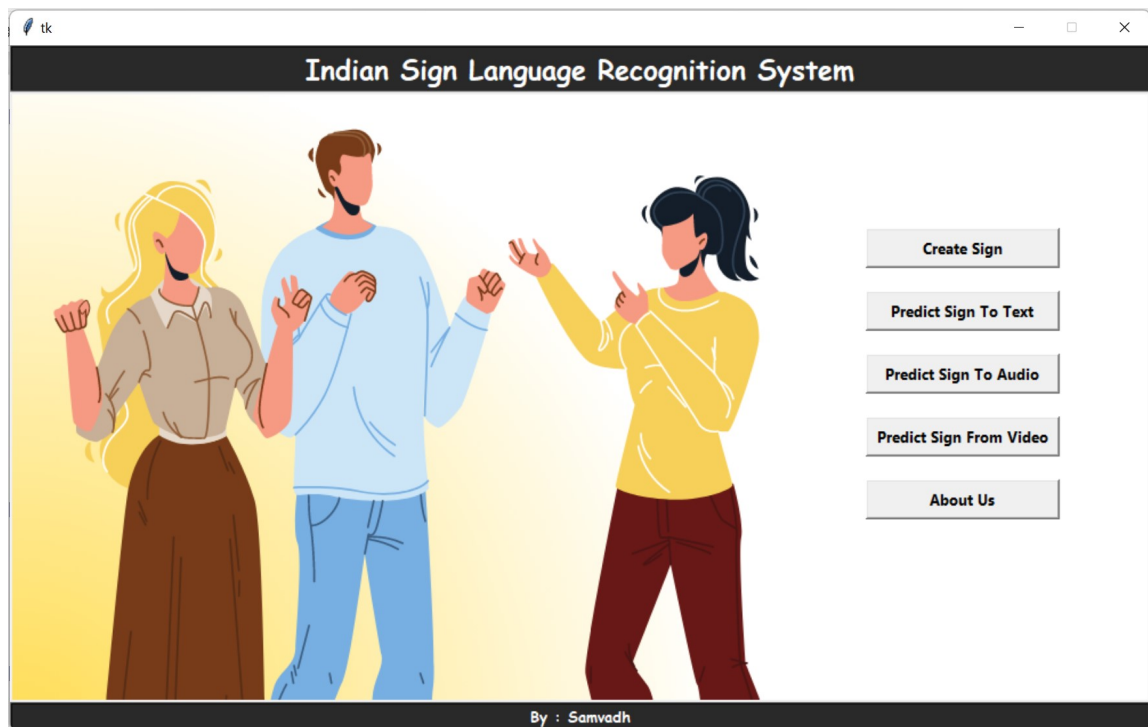 tk
Indian Sign Language Recognition System
Create Sign
Predict Sign To Text
Predict Sign To Audio
Predict Sign From Video
About Us
By : Samvadh